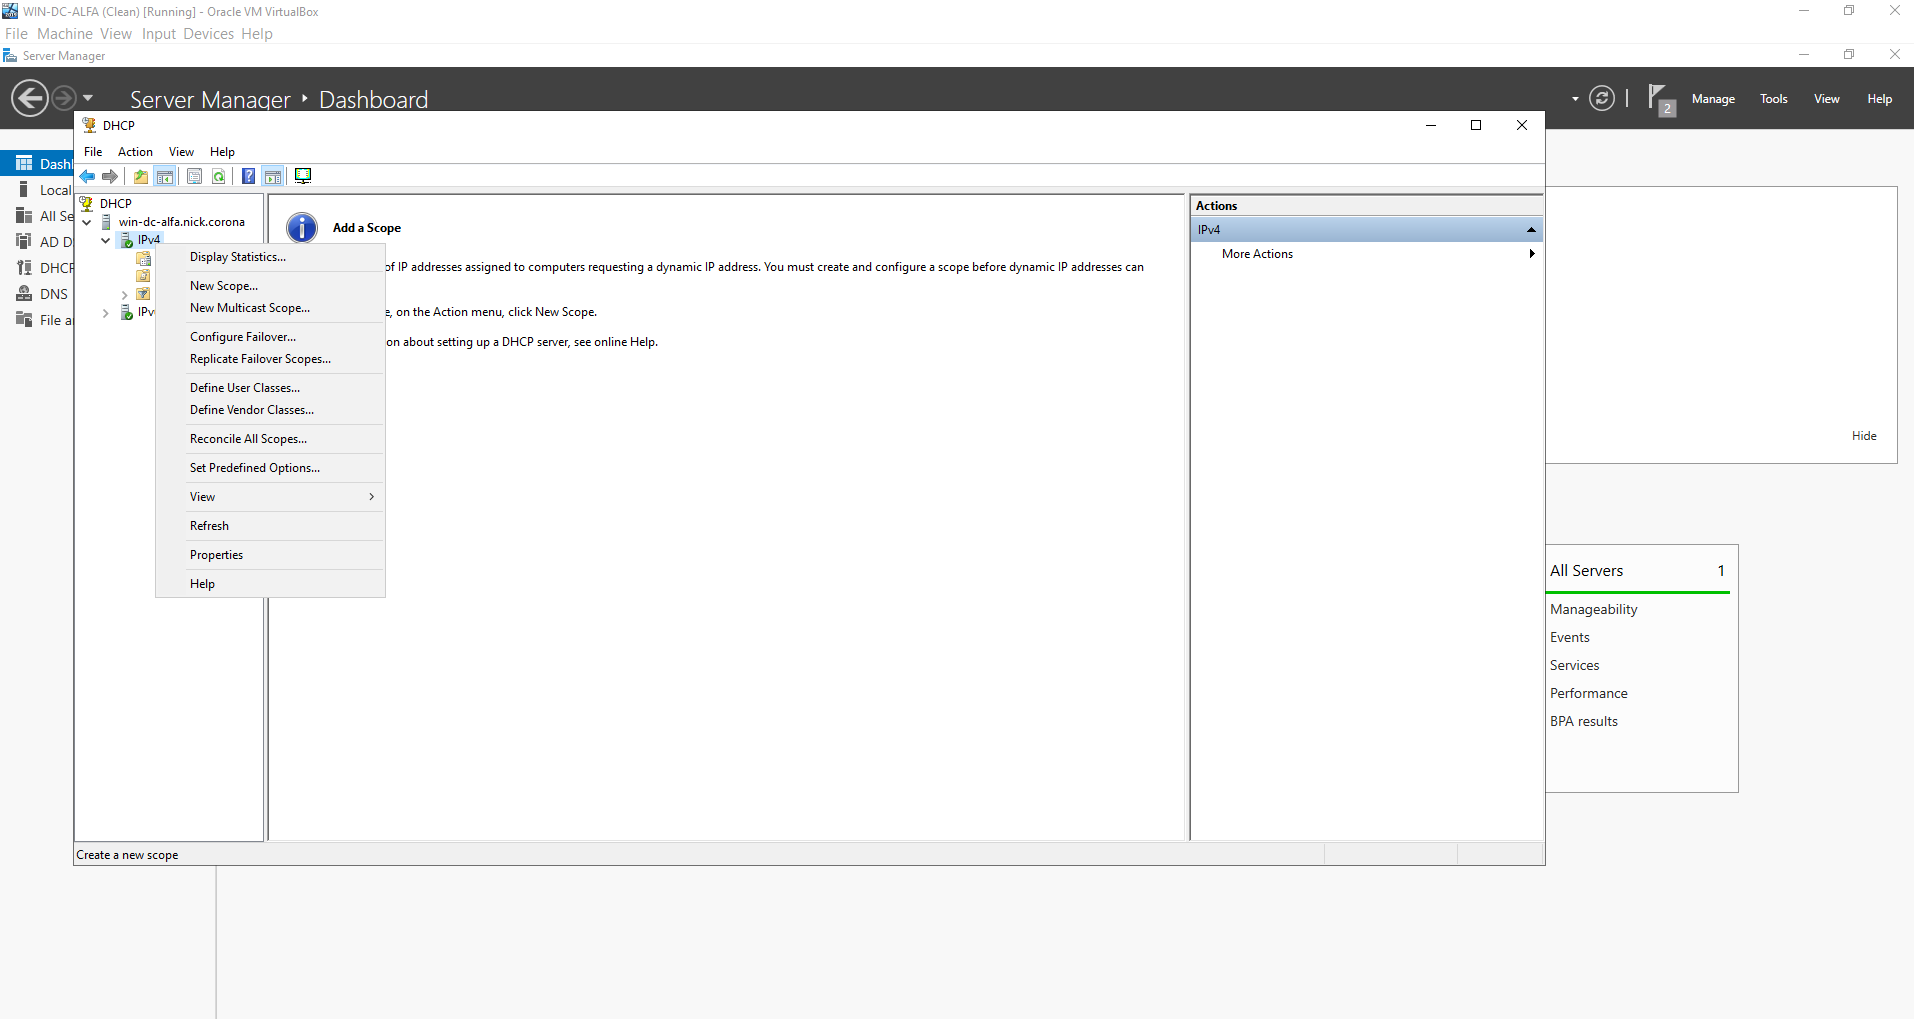 WIN-DC-ALFA (Clean) [Running] - Oracle VM VirtualBox
File Machine View Input Devices Help
Server Manager
Server Manager Dashboard
2 Manage Tools View Help
DHCP
File Action View Help
Dashl
Local
All Se
AD D
DHCP
DNS
File a
DHCP
win-dc-alfa.nick.corona
IPv4
IPv
Display Statistics...
New Scope...
New Multicast Scope...
Configure Failover...
Replicate Failover Scopes...
Define User Classes...
Define Vendor Classes...
Reconcile All Scopes...
Set Predefined Options...
View
Refresh
Properties
Help
Add a Scope
of IP addresses assigned to computers requesting a dynamic IP address. You must create and configure a scope before dynamic IP addresses can
e, on the Action menu, click New Scope.
on about setting up a DHCP server, see online Help.
Actions
IPv4
More Actions
Hide
All Servers 1
Manageability
Events
Services
Performance
BPA results
Create a new scope